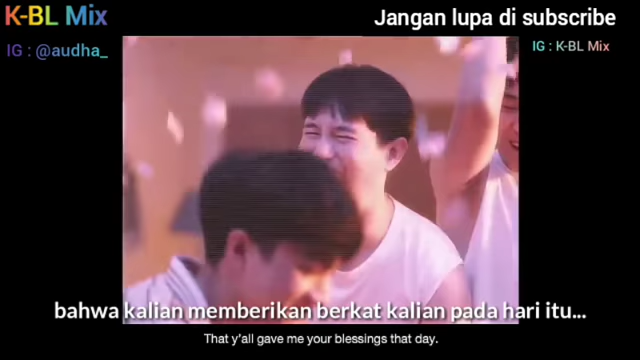 K-BL Mix
Jangan lupa di subscribe
IG : @audha_
IG : K-BL Mix
bahwa kalian memberikan berkat kalian pada hari itu...
That y'all gave me your blessings that day.